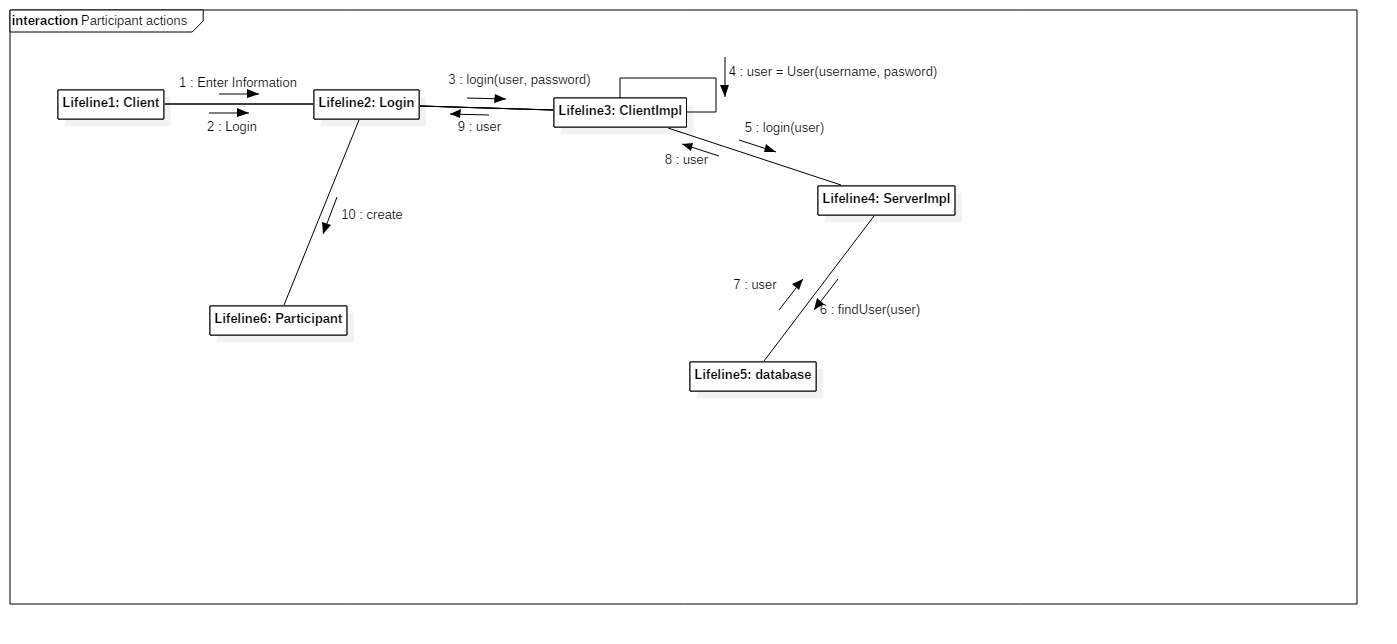 interaction Participant actions
1 : Enter Information
3 : login(user, password)
4 : user = User(username, pasword)
Lifeline1: Client
Lifeline2: Login
Lifeline3: ClientImpl
2 : Login
9 : user
5 : login(user)
8 : user
Lifeline4: ServerImpl
10 : create
7 : user
6 : findUser(user)
Lifeline6: Participant
Lifeline5: database